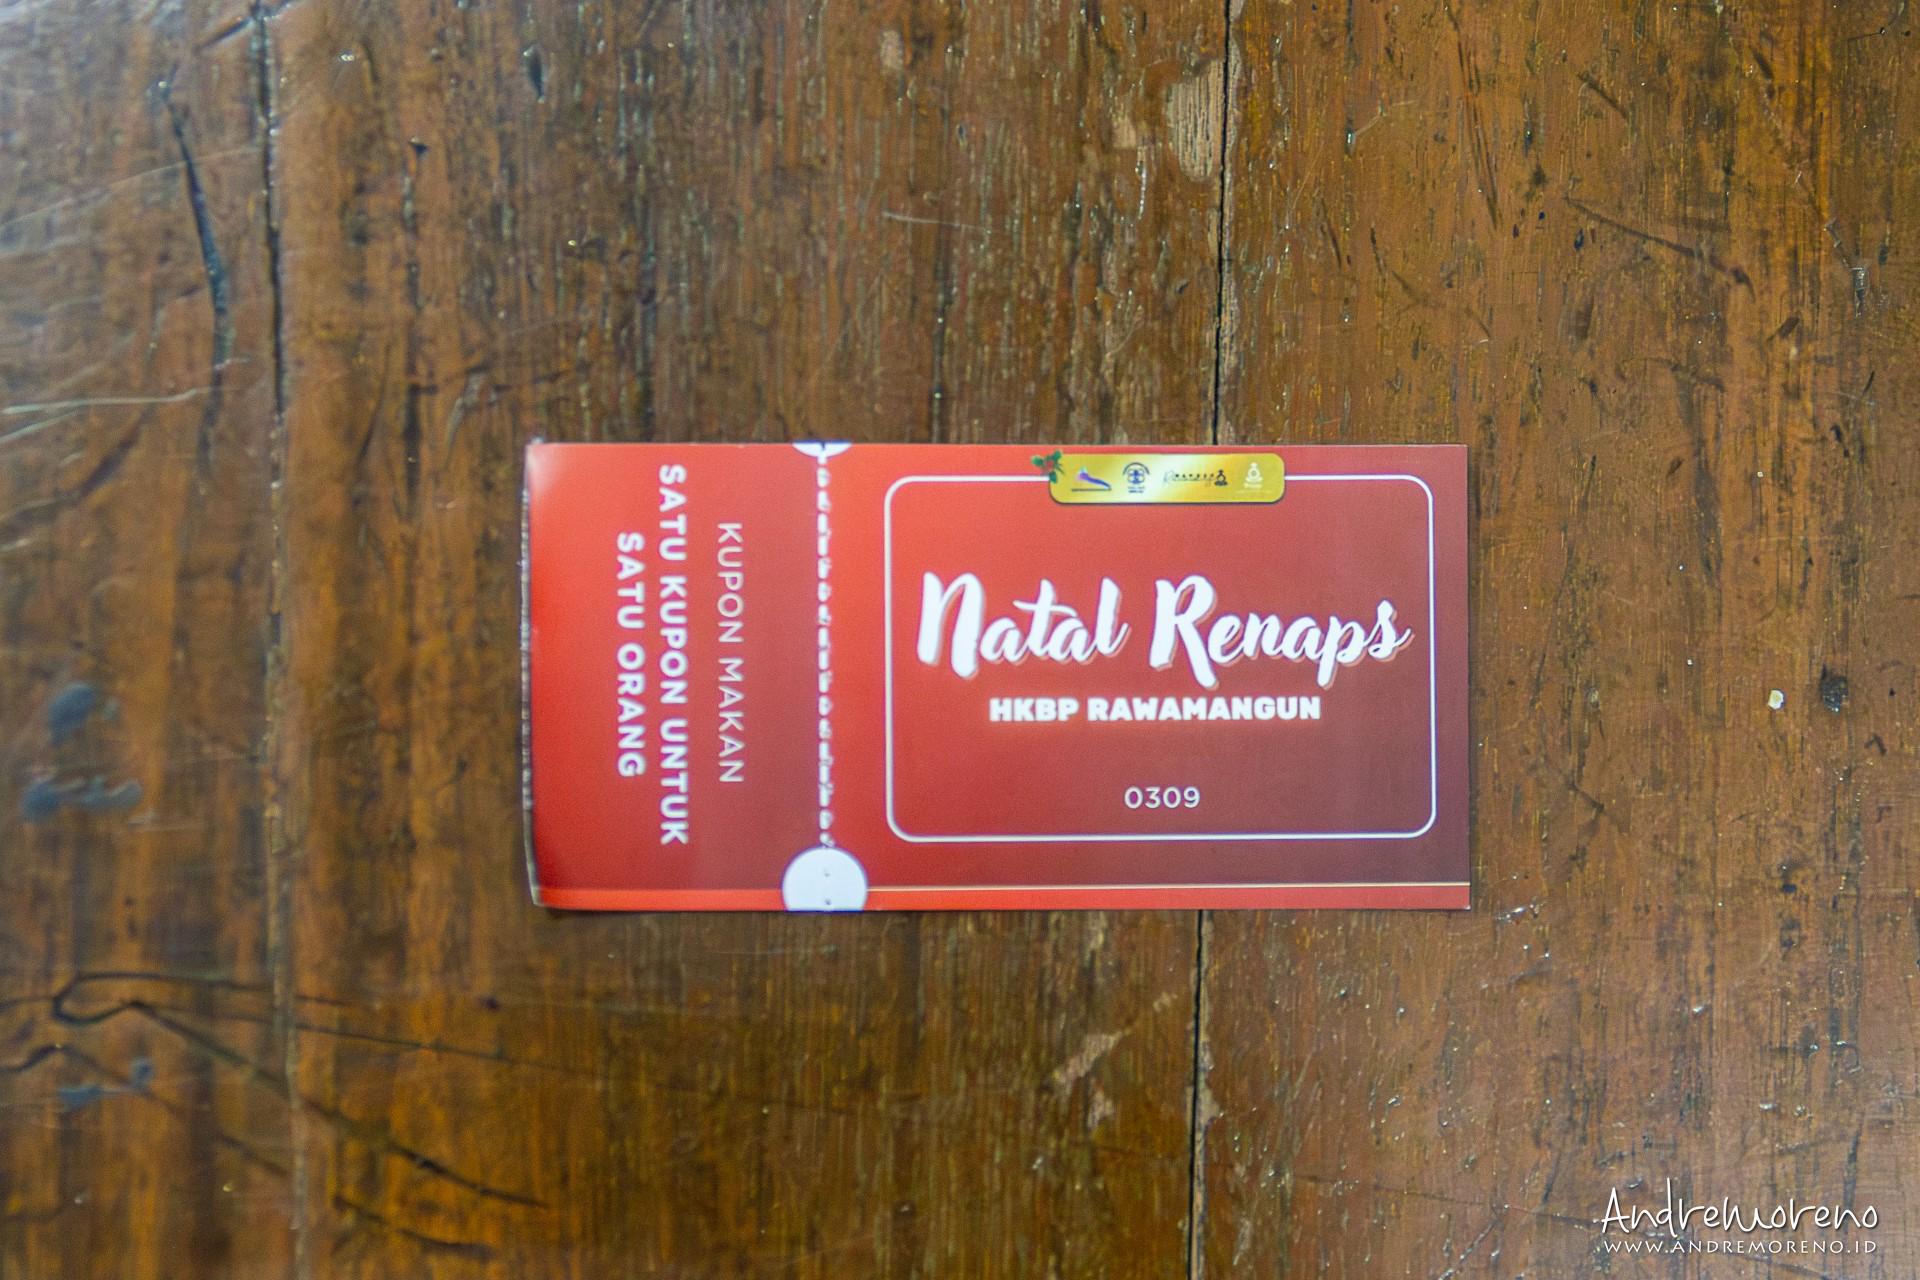 KUPON MAKAN
SATU KUPON UNTUK
SATU ORANG
Natal Renaps
HKBP RAWAMANGUN
0309
AndreMoreno
WWW.ANDREMORENO.ID